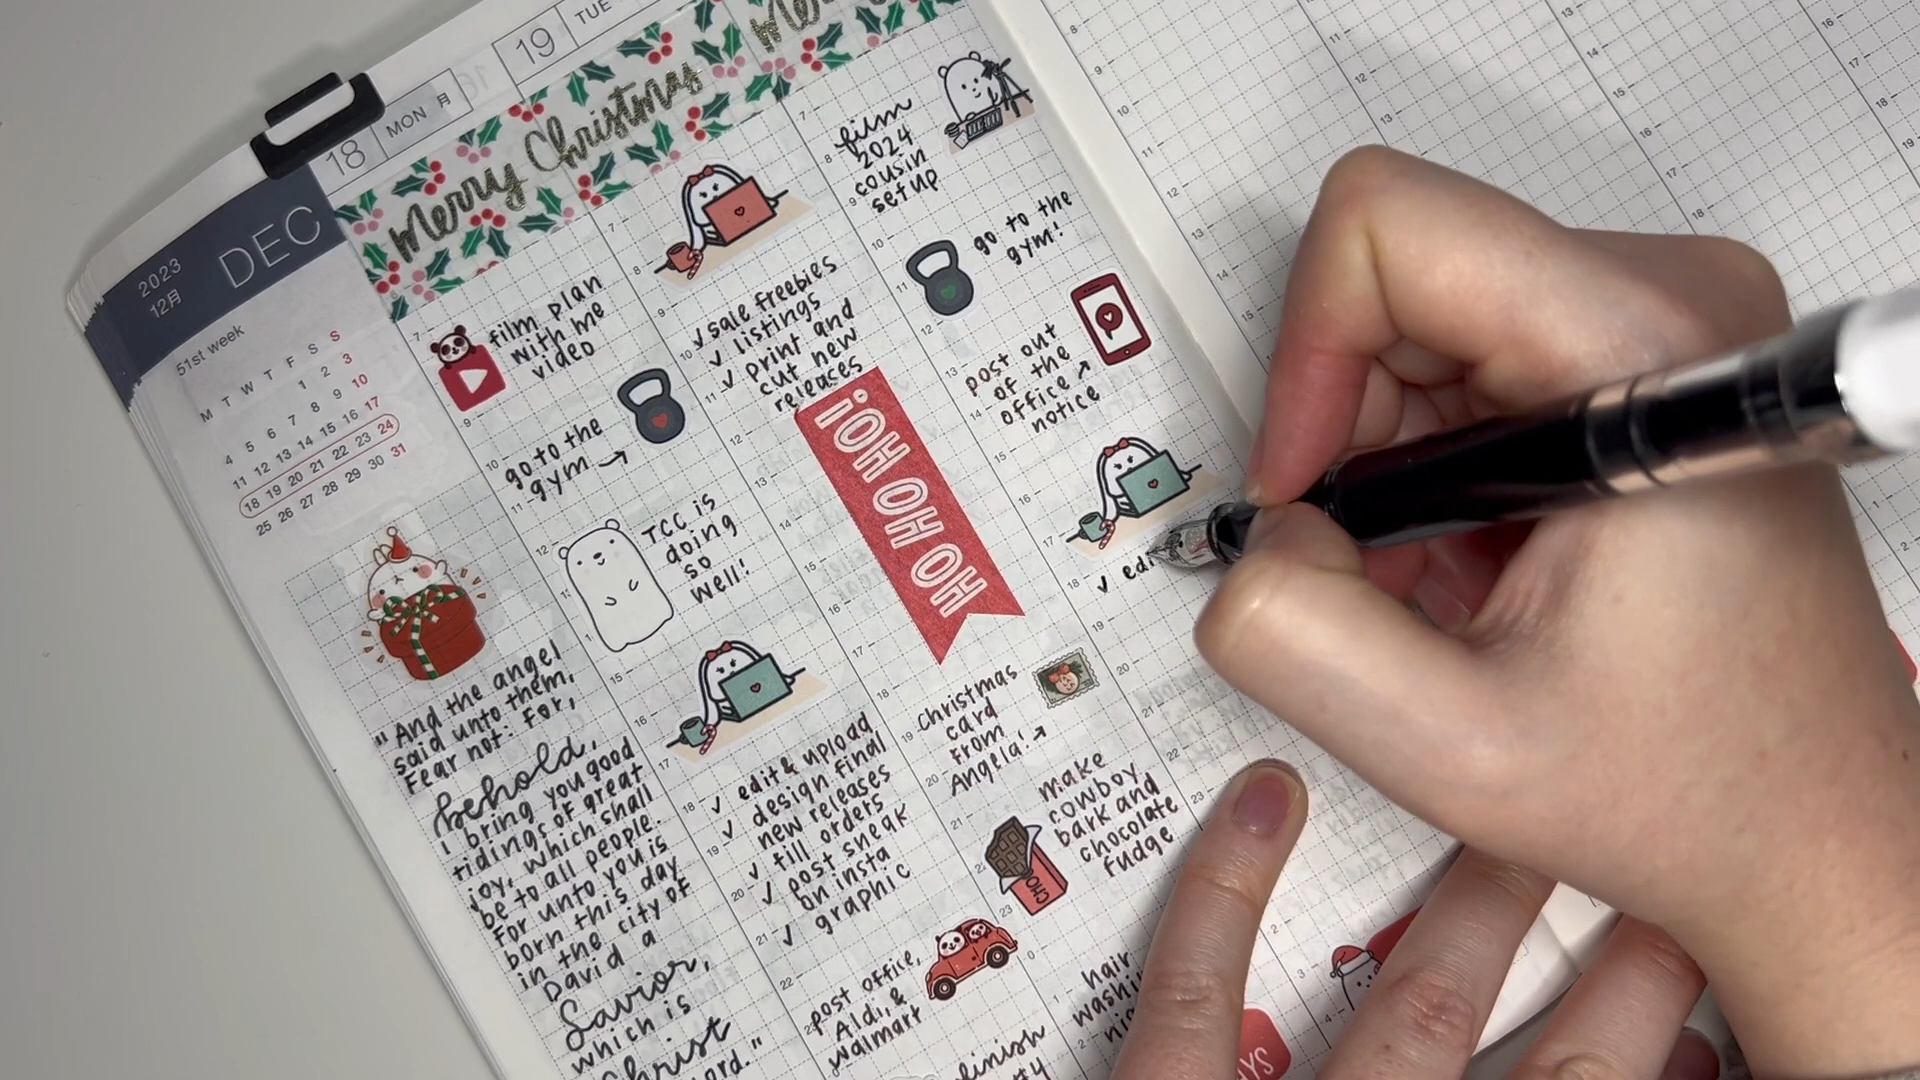 19 TUE
18 MON 月
Merry Christmas
2023
12月
DEC
51st week
M T W T F S S
1 2 3
4 5 6 7 8 9 10
11 12 13 14 15 16 17
18 19 20 21 22 23 24
25 26 27 28 29 30 31
"And the angel
said unto them,
Fear not: For,
behold,
I bring you good
tidings of great
joy, which shall
be to all people.
For unto you is
born this day
in the city of
David a
Savior,
which is
Christ
film plan
with me
video
go to the
gym →
TCC is
doing
so
well!
✓ edit & upload
✓ design final
new releases
✓ fill orders
✓ post sneak
on insta
✓ graphic
post office,
Aldi, &
Walmart
✓ sale freebies
✓ listings
✓ print and
cut new
releases
HO HO HO!
Christmas
card
from
Angela! ↗
make
cowboy
bark and
chocolate
fudge
CHO
finish
film
2024
cousin
setup
go to the
gym!
post out
of the
office ↗
notice
✓ edi
hair